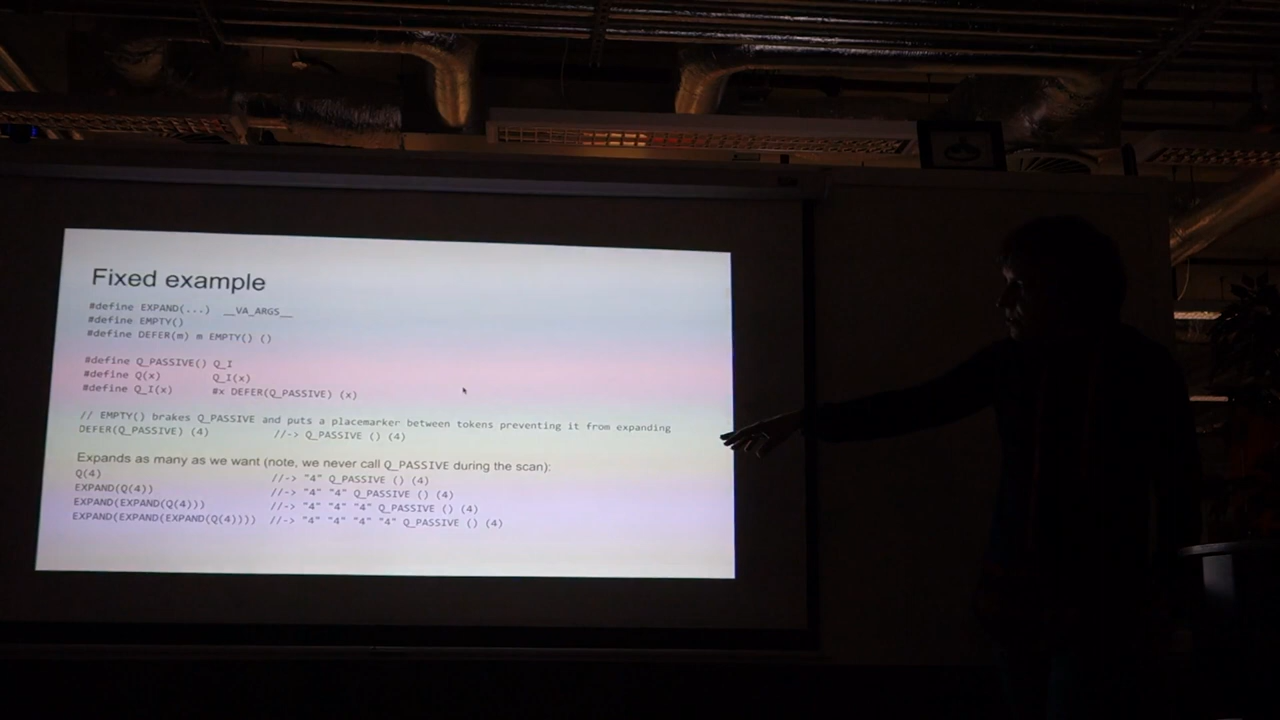 Fixed example
#define EXPAND(...) __VA_ARGS__
#define EMPTY()
#define DEFER(m) m EMPTY() ()
#define Q_PASSIVE() Q_I
#define Q(x) Q_I(x)
#define Q_I(x) #x DEFER(Q_PASSIVE) (x)
// EMPTY() brakes Q_PASSIVE and puts a placemarker between tokens preventing it from expanding
DEFER(Q_PASSIVE) (4) //-> Q_PASSIVE () (4)
Expands as many as we want (note, we never call Q_PASSIVE during the scan):
Q(4) //-> "4" Q_PASSIVE () (4)
EXPAND(Q(4)) //-> "4" "4" Q_PASSIVE () (4)
EXPAND(EXPAND(Q(4))) //-> "4" "4" "4" Q_PASSIVE () (4)
EXPAND(EXPAND(EXPAND(Q(4)))) //-> "4" "4" "4" "4" Q_PASSIVE () (4)